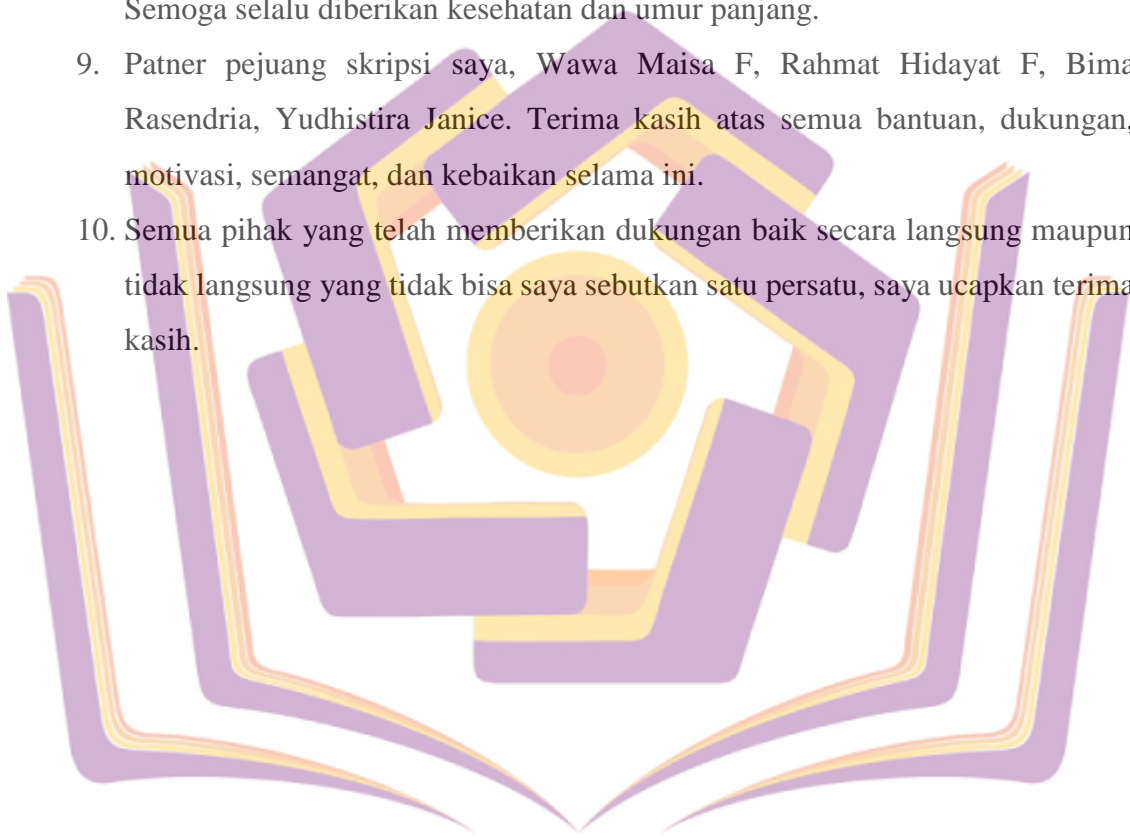 Semoga selalu diberikan kesehatan dan umur panjang.
9. Patner pejuang skripsi saya, Wawa Maisa F, Rahmat Hidayat F, Bima
Rasendria, Yudhistira Janice. Terima kasih atas semua bantuan, dukungan,
motivasi, semangat, dan kebaikan selama ini.
10. Semua pihak yang telah memberikan dukungan baik secara langsung maupun
tidak langsung yang tidak bisa saya sebutkan satu persatu, saya ucapkan terima
kasih.